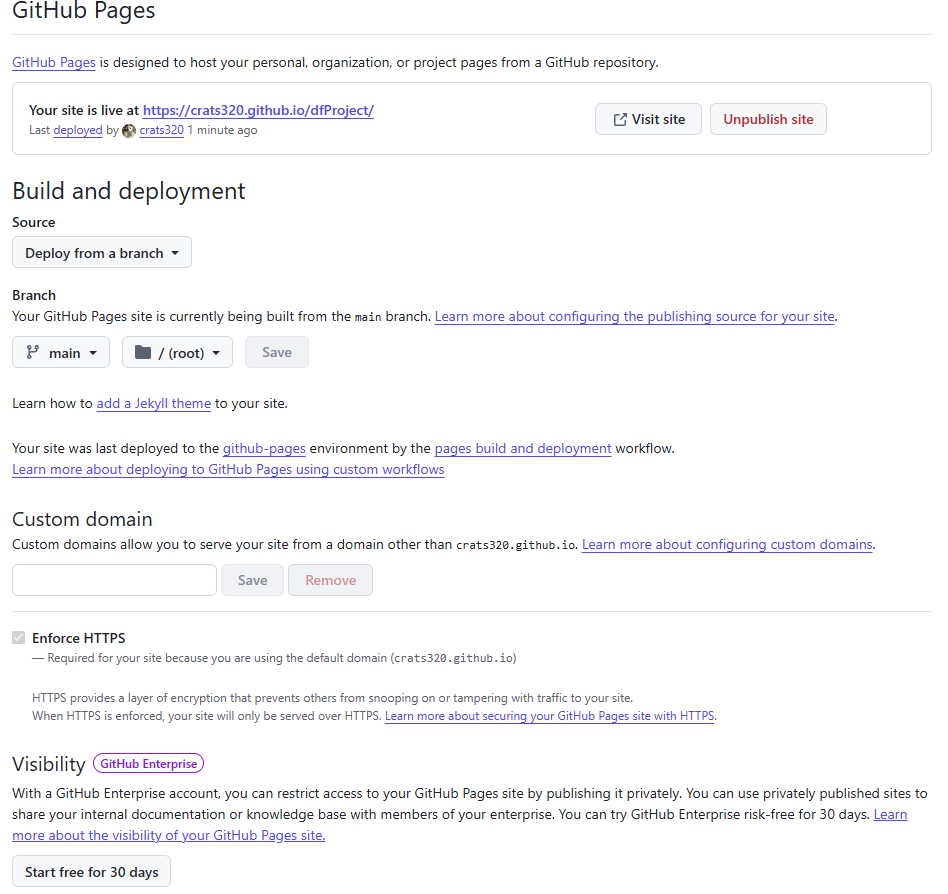 GitHub Pages
GitHub Pages is designed to host your personal, organization, or project pages from a GitHub repository.
Your site is live at https://crats320.github.io/dfProject/
Last deployed by crats320 1 minute ago
Visit site
Unpublish site
Build and deployment
Source
Deploy from a branch
Branch
Your GitHub Pages site is currently being built from the main branch. Learn more about configuring the publishing source for your site.
main
/ (root)
Save
Learn how to add a Jekyll theme to your site.
Your site was last deployed to the github-pages environment by the pages build and deployment workflow.
Learn more about deploying to GitHub Pages using custom workflows
Custom domain
Custom domains allow you to serve your site from a domain other than crats320.github.io. Learn more about configuring custom domains.
Save
Remove
Enforce HTTPS
— Required for your site because you are using the default domain (crats320.github.io)
HTTPS provides a layer of encryption that prevents others from snooping on or tampering with traffic to your site.
When HTTPS is enforced, your site will only be served over HTTPS. Learn more about securing your GitHub Pages site with HTTPS.
Visibility GitHub Enterprise
With a GitHub Enterprise account, you can restrict access to your GitHub Pages site by publishing it privately. You can use privately published sites to
share your internal documentation or knowledge base with members of your enterprise. You can try GitHub Enterprise risk-free for 30 days. Learn
more about the visibility of your GitHub Pages site.
Start free for 30 days